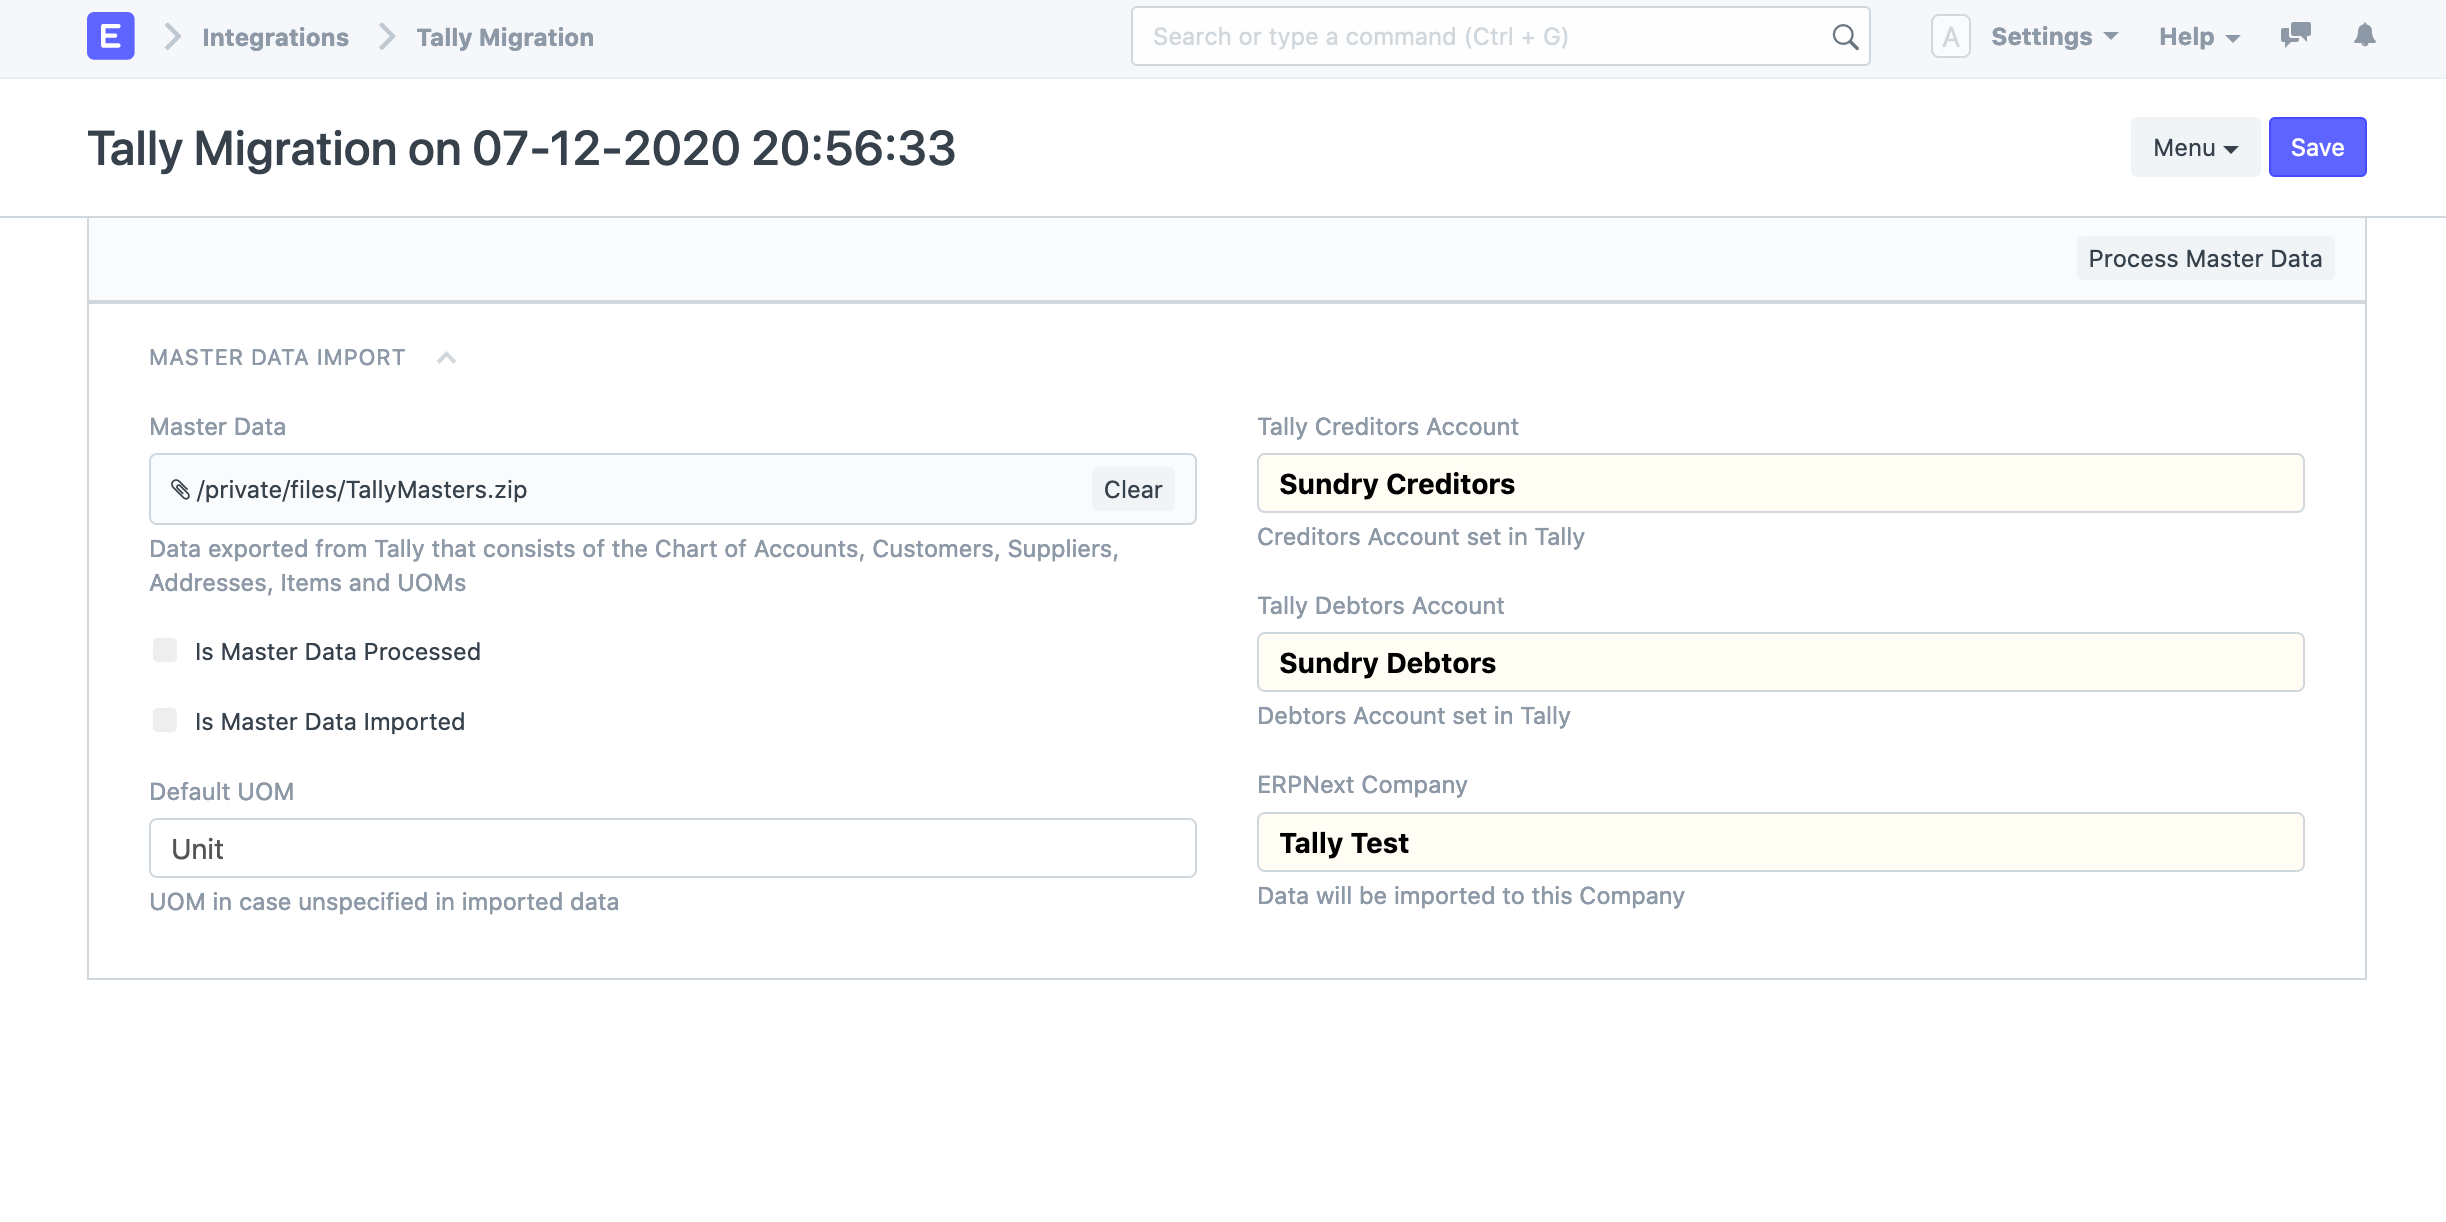 E
Integrations
Tally Migration
Search or type a command (Ctrl + G)
A
Settings
Help
Tally Migration on 07-12-2020 20:56:33
Menu
Save
Process Master Data
MASTER DATA IMPORT
Master Data
/private/files/TallyMasters.zip
Clear
Data exported from Tally that consists of the Chart of Accounts, Customers, Suppliers,
Addresses, Items and UOMs
Is Master Data Processed
Is Master Data Imported
Default UOM
Unit
UOM in case unspecified in imported data
Tally Creditors Account
Sundry Creditors
Creditors Account set in Tally
Tally Debtors Account
Sundry Debtors
Debtors Account set in Tally
ERPNext Company
Tally Test
Data will be imported to this Company